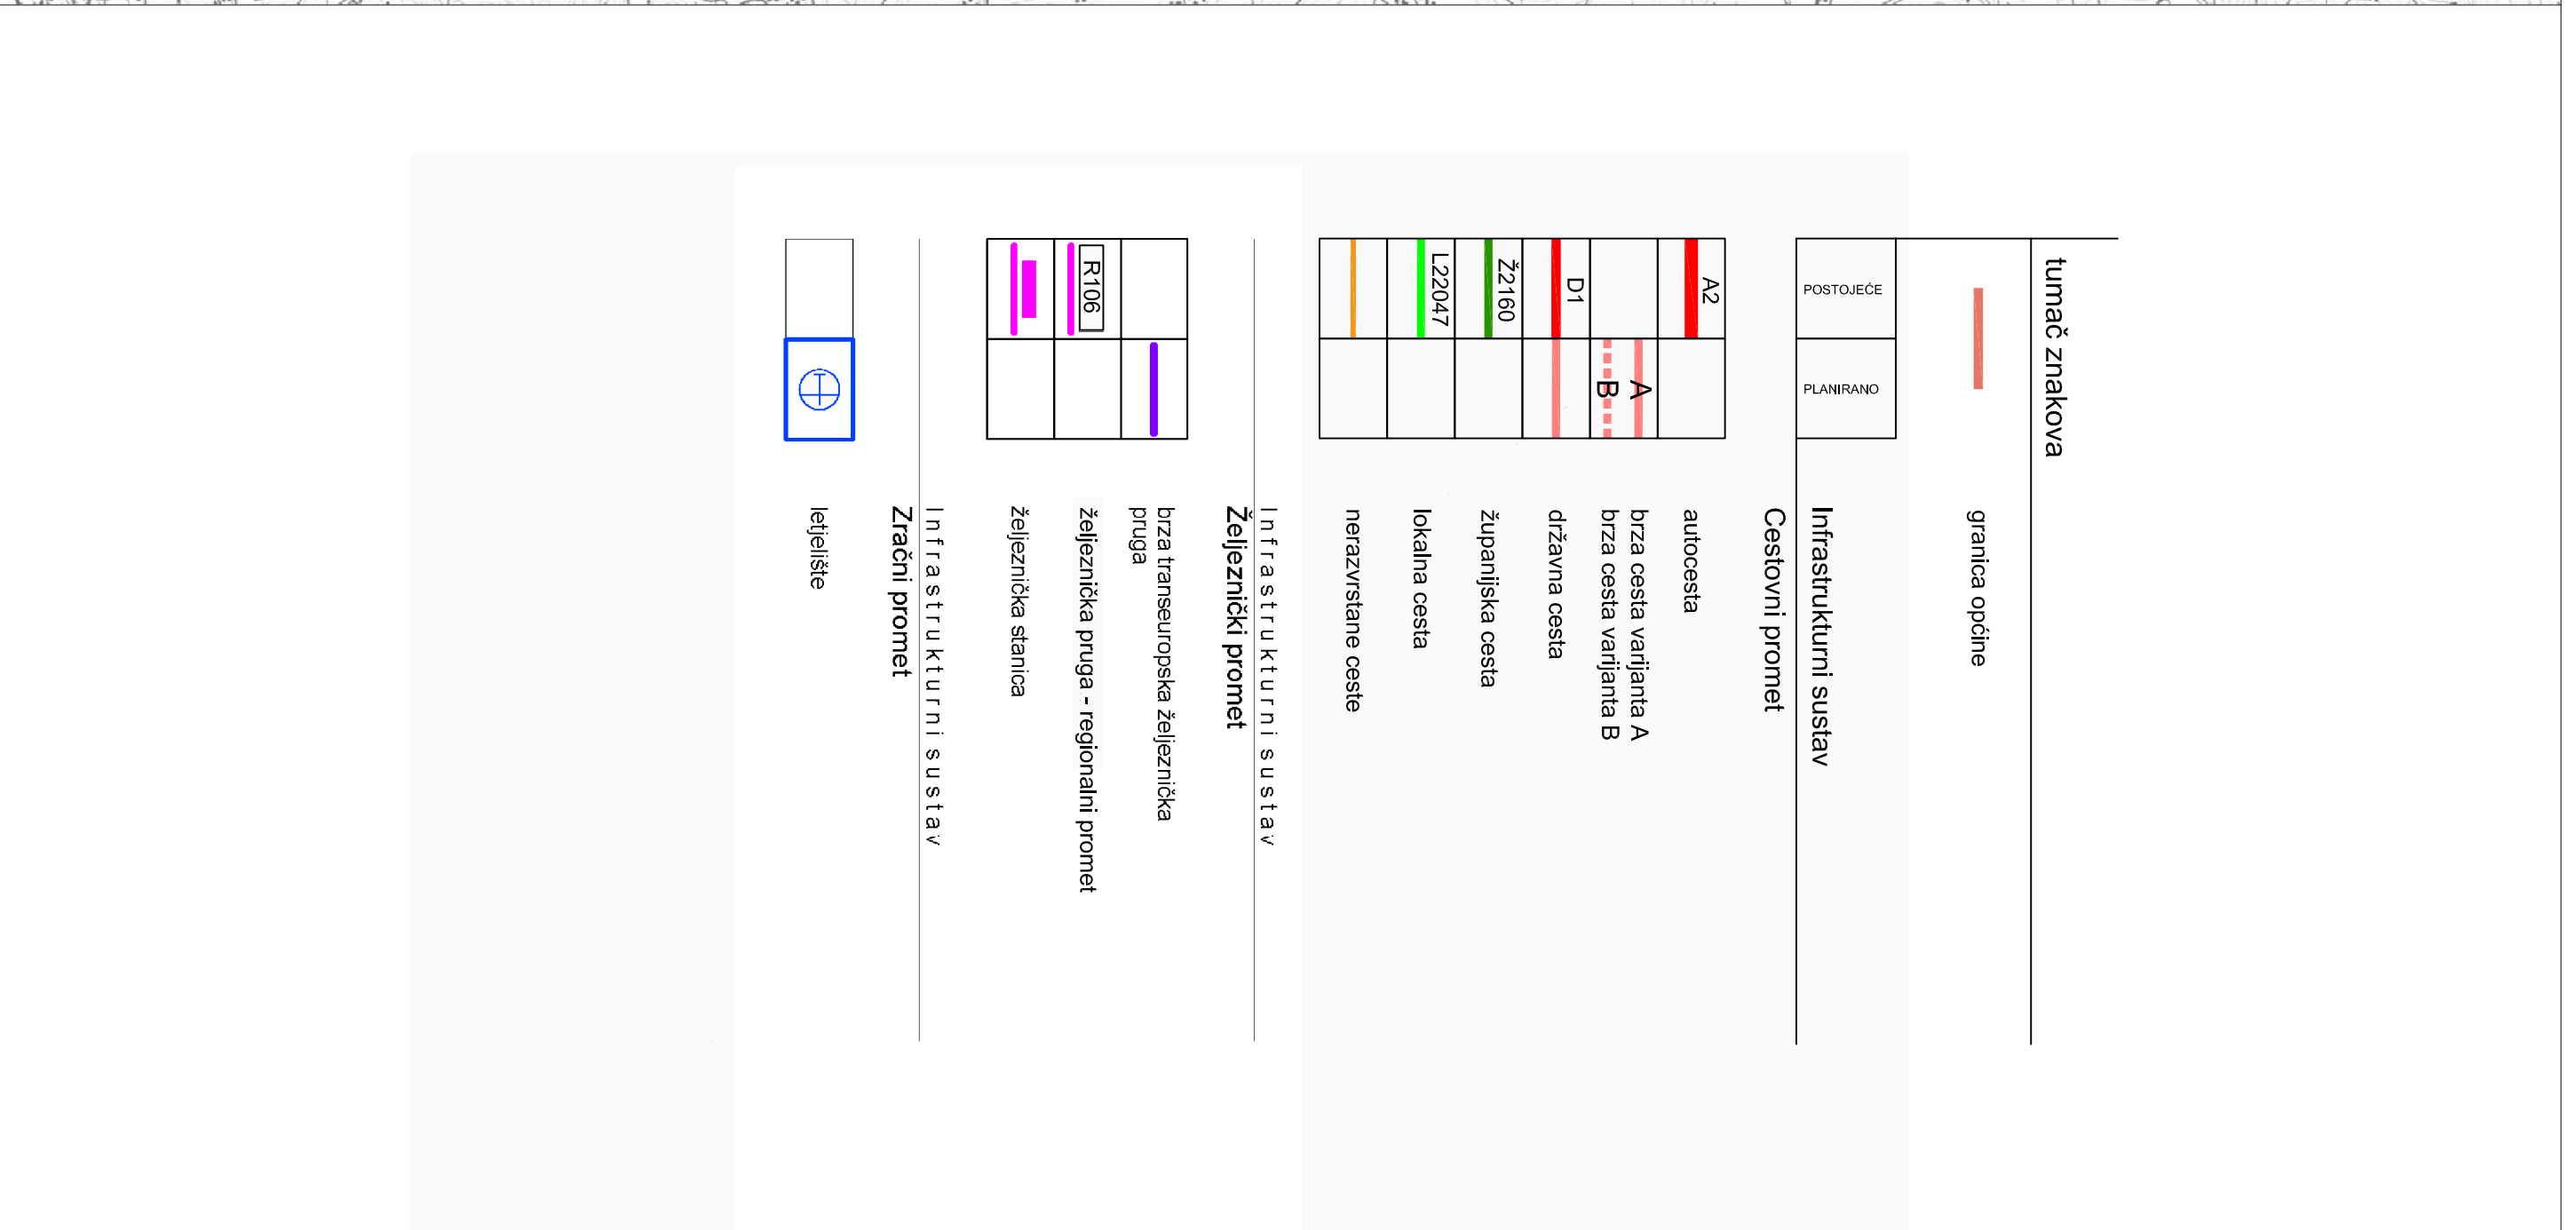 tumač znakova
granica općine
POSTOJEĆE
PLANIRANO
Infrastrukturni sustav
Cestovni promet
A2
autocesta
A
brza cesta varijanta A
B
brza cesta varijanta B
D1
državna cesta
Ž2160
županijska cesta
L22047
lokalna cesta
nerazvrstane ceste
Infrastrukturni sustav
Željeznički promet
brza transeuropska željeznička
pruga
R106
željeznička pruga - regionalni promet
željeznička stanica
Infrastrukturni sustav
Zračni promet
letjelište